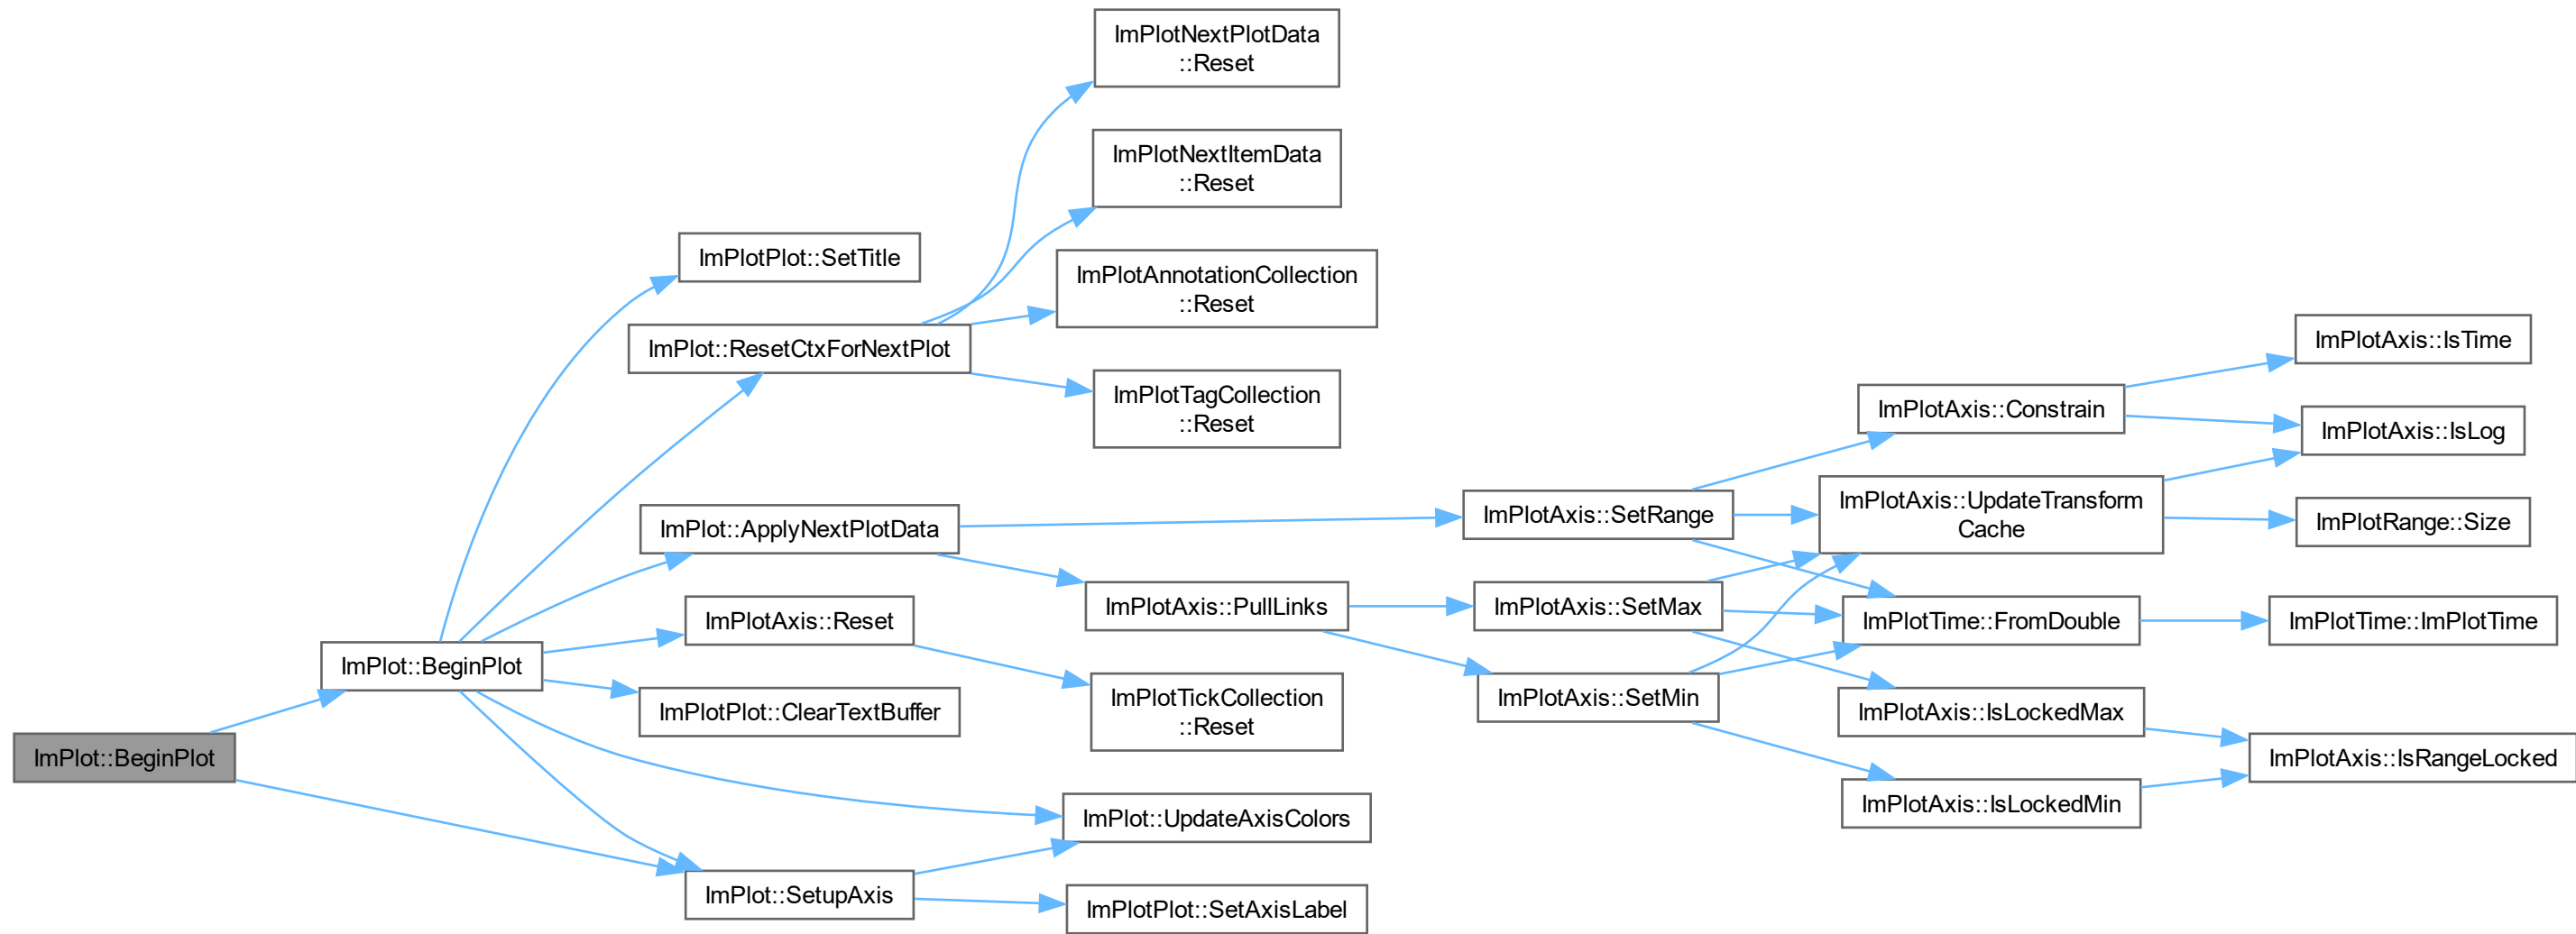 ImPlotNextPlotData
::Reset
ImPlotNextItemData
::Reset
ImPlotPlot::SetTitle
ImPlotAnnotationCollection
::Reset
ImPlot::ResetCtxForNextPlot
ImPlotTagCollection
::Reset
ImPlotAxis::IsTime
ImPlotAxis::Constrain
ImPlotAxis::IsLog
ImPlot::ApplyNextPlotData
ImPlotAxis::SetRange
ImPlotAxis::UpdateTransform
Cache
ImPlotRange::Size
ImPlotAxis::Reset
ImPlotAxis::PullLinks
ImPlotAxis::SetMax
ImPlotTime::FromDouble
ImPlotTime::ImPlotTime
ImPlot::BeginPlot
ImPlotPlot::ClearTextBuffer
ImPlotTickCollection
::Reset
ImPlotAxis::SetMin
ImPlotAxis::IsLockedMax
ImPlot::BeginPlot
ImPlotAxis::IsRangeLocked
ImPlotAxis::IsLockedMin
ImPlot::UpdateAxisColors
ImPlot::SetupAxis
ImPlotPlot::SetAxisLabel